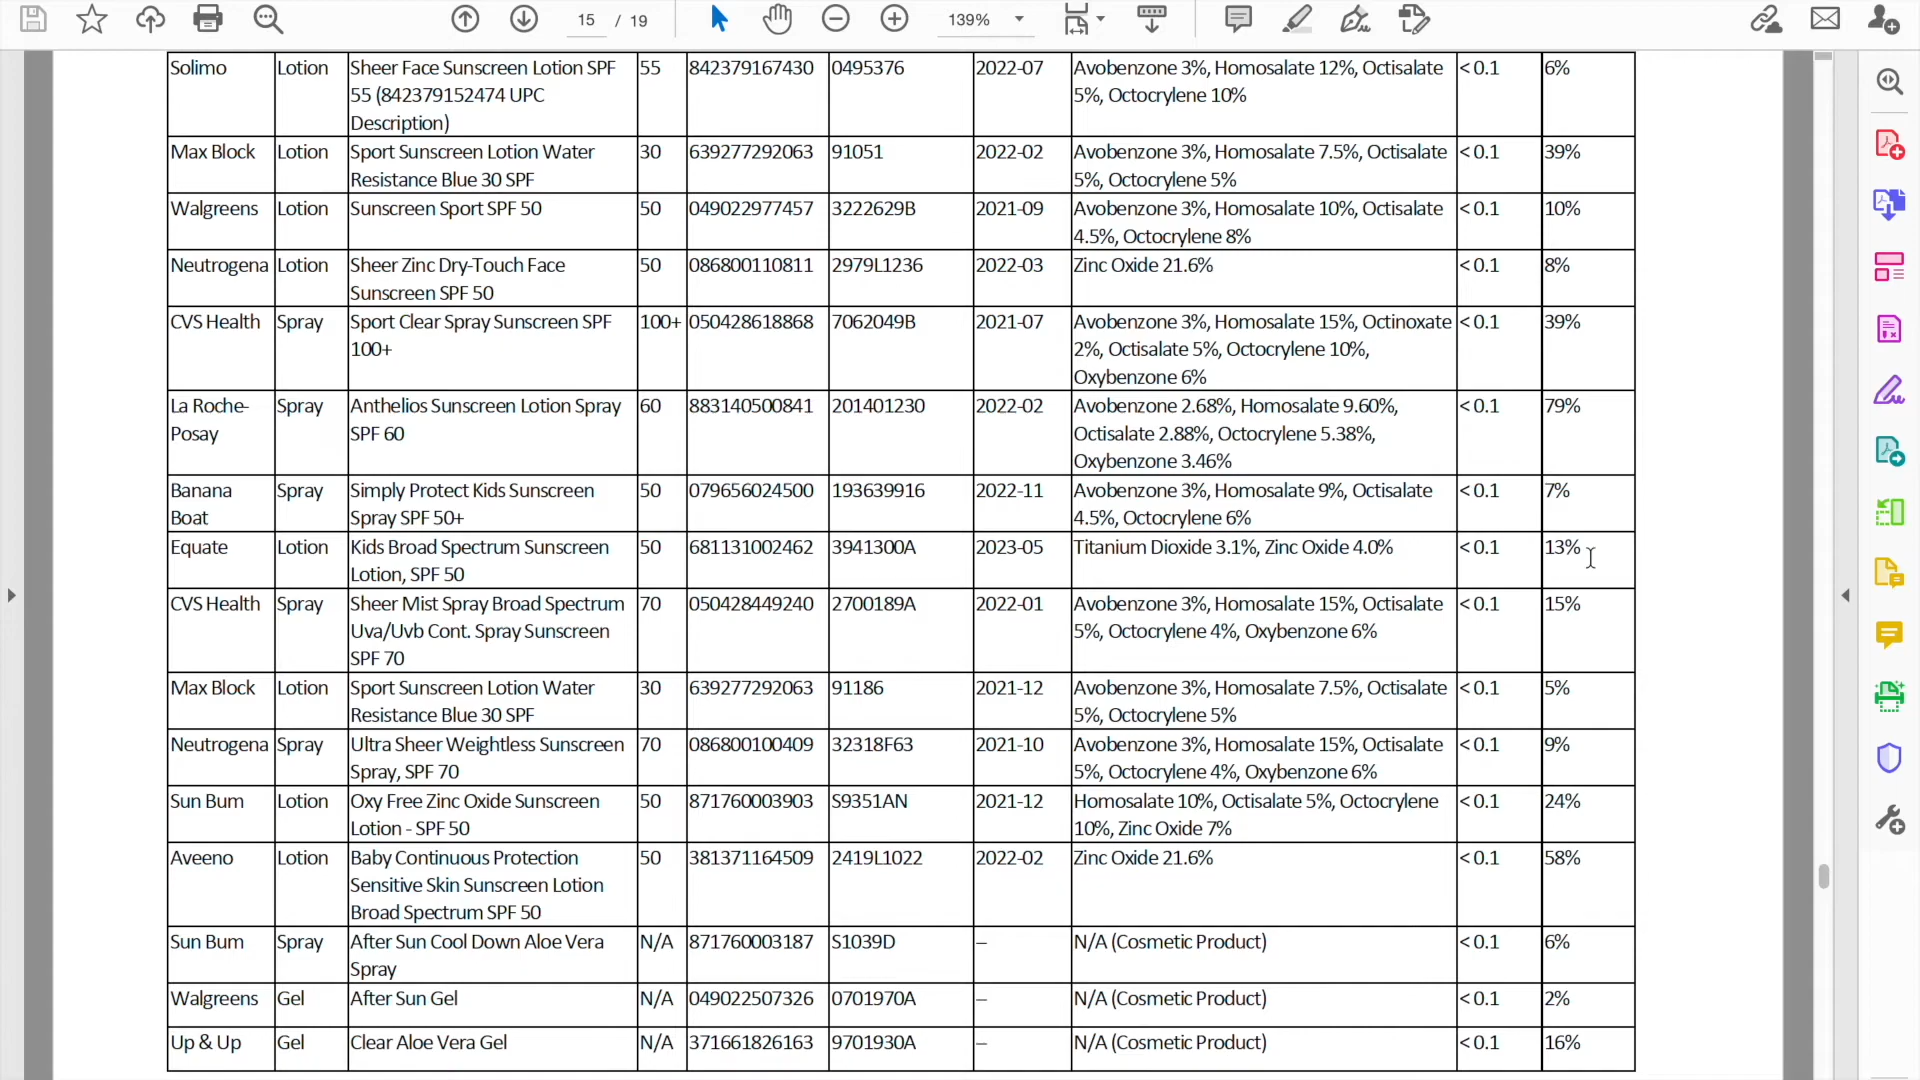 15 / 19 139%
Solimo Lotion Sheer Face Sunscreen Lotion SPF 55 842379167430 0495376 2022-07 Avobenzone 3%, Homosalate 12%, Octisalate < 0.1 6%
55 (842379152474 UPC 5%, Octocrylene 10%
Description)
Max Block Lotion Sport Sunscreen Lotion Water 30 639277292063 91051 2022-02 Avobenzone 3%, Homosalate 7.5%, Octisalate < 0.1 39%
Resistance Blue 30 SPF 5%, Octocrylene 5%
Walgreens Lotion Sunscreen Sport SPF 50 50 049022977457 3222629B 2021-09 Avobenzone 3%, Homosalate 10%, Octisalate < 0.1 10%
4.5%, Octocrylene 8%
Neutrogena Lotion Sheer Zinc Dry-Touch Face 50 086800110811 2979L1236 2022-03 Zinc Oxide 21.6% < 0.1 8%
Sunscreen SPF 50
CVS Health Spray Sport Clear Spray Sunscreen SPF 100+ 050428618868 7062049B 2021-07 Avobenzone 3%, Homosalate 15%, Octinoxate < 0.1 39%
100+ 2%, Octisalate 5%, Octocrylene 10%,
Oxybenzone 6%
La Roche- Spray Anthelios Sunscreen Lotion Spray 60 883140500841 201401230 2022-02 Avobenzone 2.68%, Homosalate 9.60%, < 0.1 79%
Posay SPF 60 Octisalate 2.88%, Octocrylene 5.38%,
Oxybenzone 3.46%
Banana Spray Simply Protect Kids Sunscreen 50 079656024500 193639916 2022-11 Avobenzone 3%, Homosalate 9%, Octisalate < 0.1 7%
Boat Spray SPF 50+ 4.5%, Octocrylene 6%
Equate Lotion Kids Broad Spectrum Sunscreen 50 681131002462 3941300A 2023-05 Titanium Dioxide 3.1%, Zinc Oxide 4.0% < 0.1 13%
Lotion, SPF 50
CVS Health Spray Sheer Mist Spray Broad Spectrum 70 050428449240 2700189A 2022-01 Avobenzone 3%, Homosalate 15%, Octisalate < 0.1 15%
Uva/Uvb Cont. Spray Sunscreen 5%, Octocrylene 4%, Oxybenzone 6%
SPF 70
Max Block Lotion Sport Sunscreen Lotion Water 30 639277292063 91186 2021-12 Avobenzone 3%, Homosalate 7.5%, Octisalate < 0.1 5%
Resistance Blue 30 SPF 5%, Octocrylene 5%
Neutrogena Spray Ultra Sheer Weightless Sunscreen 70 086800100409 32318F63 2021-10 Avobenzone 3%, Homosalate 15%, Octisalate < 0.1 9%
Spray, SPF 70 5%, Octocrylene 4%, Oxybenzone 6%
Sun Bum Lotion Oxy Free Zinc Oxide Sunscreen 50 871760003903 S9351AN 2021-12 Homosalate 10%, Octisalate 5%, Octocrylene < 0.1 24%
Lotion - SPF 50 10%, Zinc Oxide 7%
Aveeno Lotion Baby Continuous Protection 50 381371164509 2419L1022 2022-02 Zinc Oxide 21.6% < 0.1 58%
Sensitive Skin Sunscreen Lotion
Broad Spectrum SPF 50
Sun Bum Spray After Sun Cool Down Aloe Vera N/A 871760003187 S1039D – N/A (Cosmetic Product) < 0.1 6%
Spray
Walgreens Gel After Sun Gel N/A 049022507326 0701970A – N/A (Cosmetic Product) < 0.1 2%
Up & Up Gel Clear Aloe Vera Gel N/A 371661826163 9701930A – N/A (Cosmetic Product) < 0.1 16%